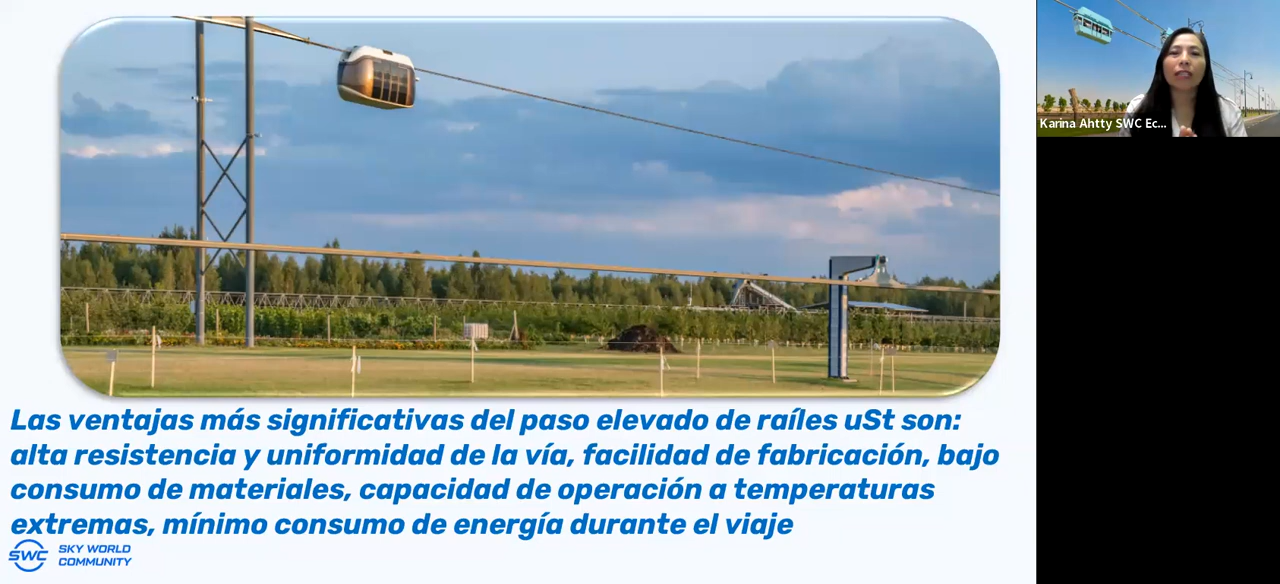 Karina Ahtty SWC Ec...
Las ventajas más significativas del paso elevado de raíles uSt son:
alta resistencia y uniformidad de la vía, facilidad de fabricación, bajo
consumo de materiales, capacidad de operación a temperaturas
extremas, mínimo consumo de energía durante el viaje
SWC SKY WORLD
COMMUNITY